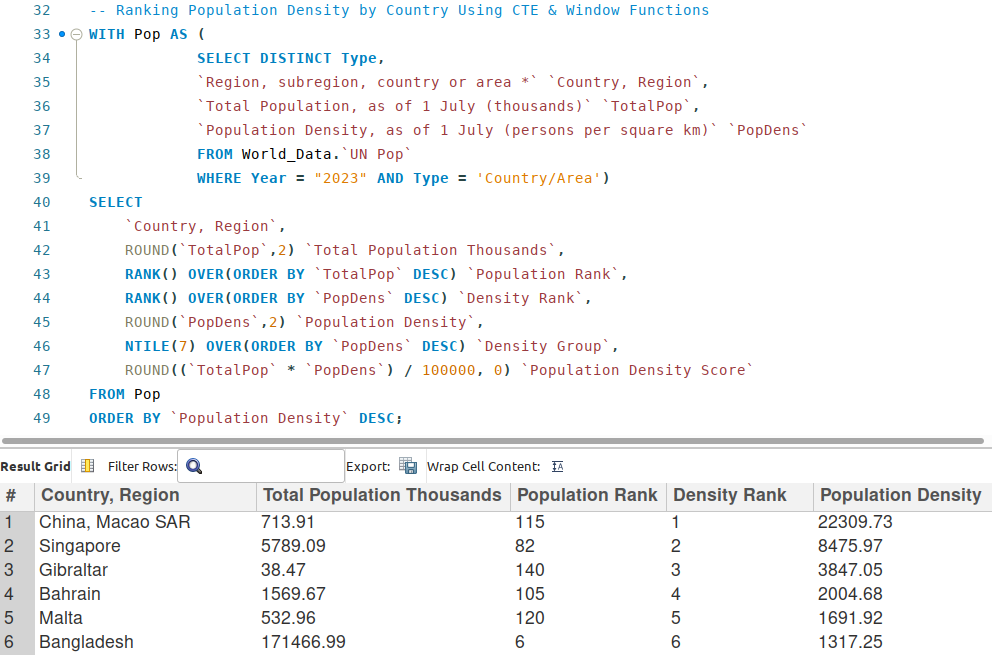 32 -- Ranking Population Density by Country Using CTE & Window Functions
33 WITH Pop AS (
34 SELECT DISTINCT Type,
35 `Region, subregion, country or area *` `Country, Region`,
36 `Total Population, as of 1 July (thousands)` `TotalPop`,
37 `Population Density, as of 1 July (persons per square km)` `PopDens`
38 FROM World_Data.`UN Pop`
39 WHERE Year = "2023" AND Type = 'Country/Area')
40 SELECT
41 `Country, Region`,
42 ROUND(`TotalPop`,2) `Total Population Thousands`,
43 RANK() OVER(ORDER BY `TotalPop` DESC) `Population Rank`,
44 RANK() OVER(ORDER BY `PopDens` DESC) `Density Rank`,
45 ROUND(`PopDens`,2) `Population Density`,
46 NTILE(7) OVER(ORDER BY `PopDens` DESC) `Density Group`,
47 ROUND((`TotalPop` * `PopDens`) / 100000, 0) `Population Density Score`
48 FROM Pop
49 ORDER BY `Population Density` DESC;
Result Grid Filter Rows: Export: Wrap Cell Content:
# Country, Region Total Population Thousands Population Rank Density Rank Population Density
1 China, Macao SAR 713.91 115 1 22309.73
2 Singapore 5789.09 82 2 8475.97
3 Gibraltar 38.47 140 3 3847.05
4 Bahrain 1569.67 105 4 2004.68
5 Malta 532.96 120 5 1691.92
6 Bangladesh 171466.99 6 6 1317.25